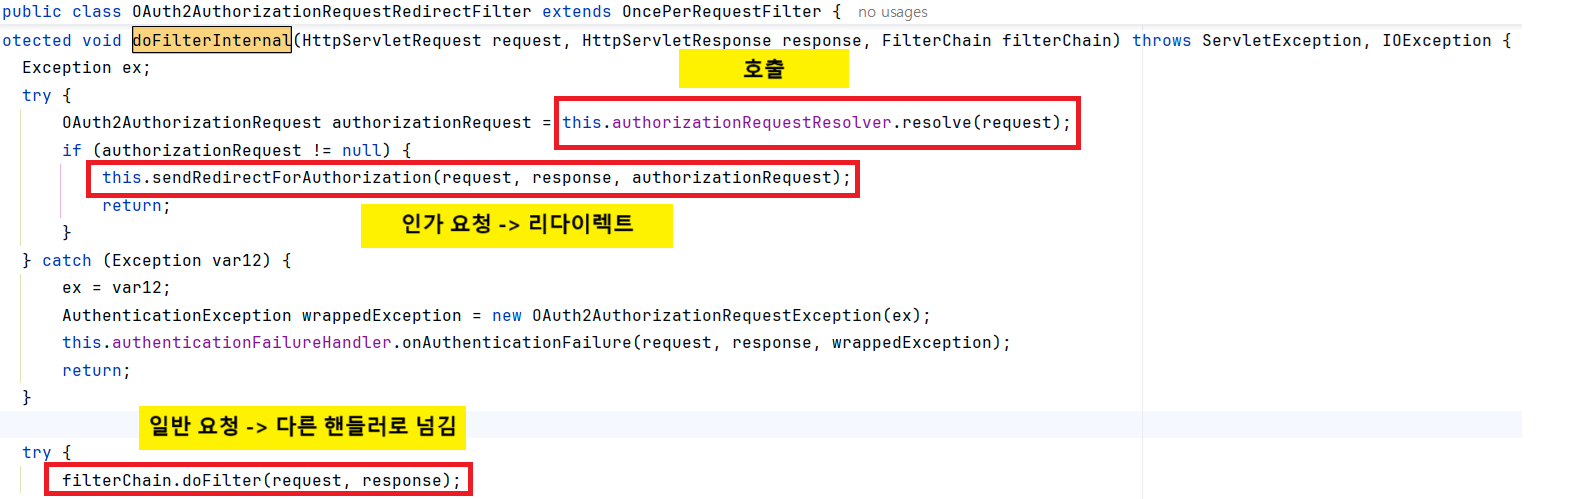 public class OAuth2AuthorizationRequestRedirectFilter extends OncePerRequestFilter { no usages
otected void doFilterInternal(HttpServletRequest request, HttpServletResponse response, FilterChain filterChain) throws ServletException, IOException {
Exception ex;
호출
try {
OAuth2AuthorizationRequest authorizationRequest = this.authorizationRequestResolver.resolve(request);
if (authorizationRequest != null) {
this.sendRedirectForAuthorization(request, response, authorizationRequest);
return;
인가 요청 -> 리다이렉트
}
} catch (Exception var12) {
ex = var12;
AuthenticationException wrappedException = new OAuth2AuthorizationRequestException(ex);
this.authenticationFailureHandler.onAuthenticationFailure(request, response, wrappedException);
return;
}
일반 요청 -> 다른 핸들러로 넘김
try {
filterChain.doFilter(request, response);